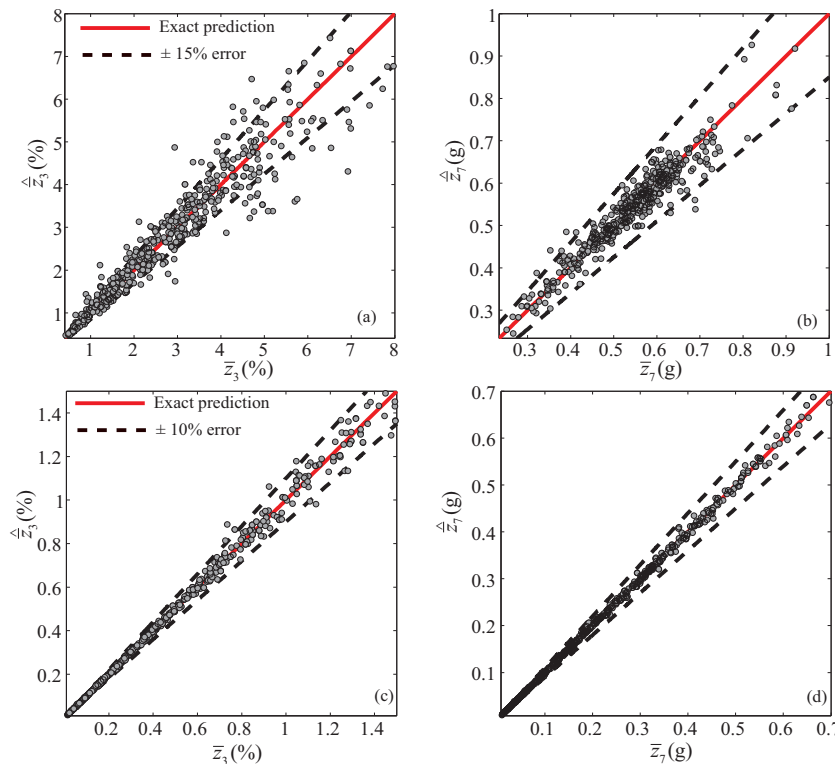 8
7
6
5
4
3
2
1
ẑ̄₃(%)
Exact prediction
± 15% error
(a)
1 2 3 4 5 6 7 8
z̄₃(%)
1
0.9
0.8
0.7
0.6
0.5
0.4
0.3
ẑ̄₇(g)
(b)
0.3 0.4 0.5 0.6 0.7 0.8 0.9 1
z̄₇(g)
1.4
1.2
1
0.8
0.6
0.4
0.2
ẑ̄₃(%)
Exact prediction
± 10% error
(c)
0.2 0.4 0.6 0.8 1 1.2 1.4
z̄₃(%)
0.7
0.6
0.5
0.4
0.3
0.2
0.1
ẑ̄₇(g)
(d)
0.1 0.2 0.3 0.4 0.5 0.6 0.7
z̄₇(g)